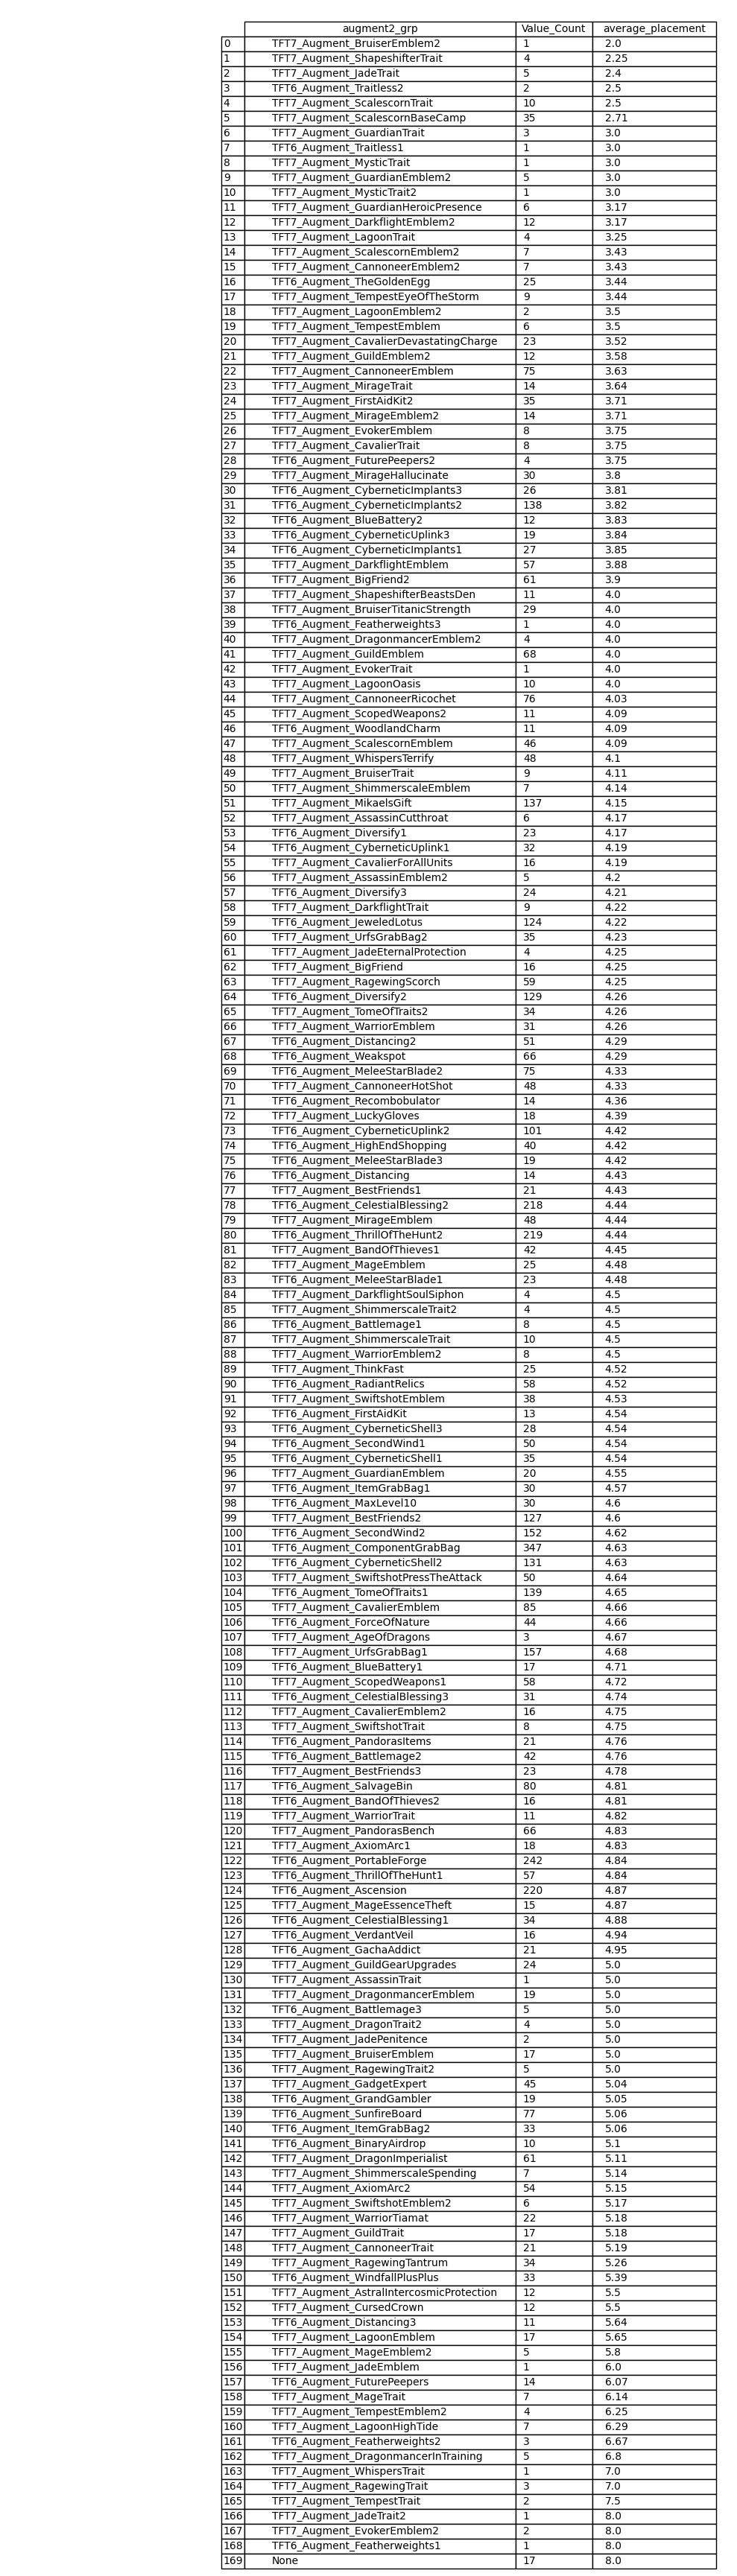 augment2_grp Value_Count average_placement
0 TFT7_Augment_BruiserEmblem2 1 2.0
1 TFT7_Augment_ShapeshifterTrait 4 2.25
2 TFT7_Augment_JadeTrait 5 2.4
3 TFT6_Augment_Traitless2 2 2.5
4 TFT7_Augment_ScalescornTrait 10 2.5
5 TFT7_Augment_ScalescornBaseCamp 35 2.71
6 TFT7_Augment_GuardianTrait 3 3.0
7 TFT6_Augment_Traitless1 1 3.0
8 TFT7_Augment_MysticTrait 1 3.0
9 TFT7_Augment_GuardianEmblem2 5 3.0
10 TFT7_Augment_MysticTrait2 1 3.0
11 TFT7_Augment_GuardianHeroicPresence 6 3.17
12 TFT7_Augment_DarkflightEmblem2 12 3.17
13 TFT7_Augment_LagoonTrait 4 3.25
14 TFT7_Augment_ScalescornEmblem2 7 3.43
15 TFT7_Augment_CannoneerEmblem2 7 3.43
16 TFT6_Augment_TheGoldenEgg 25 3.44
17 TFT7_Augment_TempestEyeOfTheStorm 9 3.44
18 TFT7_Augment_LagoonEmblem2 2 3.5
19 TFT7_Augment_TempestEmblem 6 3.5
20 TFT7_Augment_CavalierDevastatingCharge 23 3.52
21 TFT7_Augment_GuildEmblem2 12 3.58
22 TFT7_Augment_CannoneerEmblem 75 3.63
23 TFT7_Augment_MirageTrait 14 3.64
24 TFT7_Augment_FirstAidKit2 35 3.71
25 TFT7_Augment_MirageEmblem2 14 3.71
26 TFT7_Augment_EvokerEmblem 8 3.75
27 TFT7_Augment_CavalierTrait 8 3.75
28 TFT6_Augment_FuturePeepers2 4 3.75
29 TFT7_Augment_MirageHallucinate 30 3.8
30 TFT6_Augment_CyberneticImplants3 26 3.81
31 TFT6_Augment_CyberneticImplants2 138 3.82
32 TFT6_Augment_BlueBattery2 12 3.83
33 TFT6_Augment_CyberneticUplink3 19 3.84
34 TFT6_Augment_CyberneticImplants1 27 3.85
35 TFT7_Augment_DarkflightEmblem 57 3.88
36 TFT7_Augment_BigFriend2 61 3.9
37 TFT7_Augment_ShapeshifterBeastsDen 11 4.0
38 TFT7_Augment_BruiserTitanicStrength 29 4.0
39 TFT6_Augment_Featherweights3 1 4.0
40 TFT7_Augment_DragonmancerEmblem2 4 4.0
41 TFT7_Augment_GuildEmblem 68 4.0
42 TFT7_Augment_EvokerTrait 1 4.0
43 TFT7_Augment_LagoonOasis 10 4.0
44 TFT7_Augment_CannoneerRicochet 76 4.03
45 TFT7_Augment_ScopedWeapons2 11 4.09
46 TFT6_Augment_WoodlandCharm 11 4.09
47 TFT7_Augment_ScalescornEmblem 46 4.09
48 TFT7_Augment_WhispersTerrify 48 4.1
49 TFT7_Augment_BruiserTrait 9 4.11
50 TFT7_Augment_ShimmerscaleEmblem 7 4.14
51 TFT7_Augment_MikaelsGift 137 4.15
52 TFT7_Augment_AssassinCutthroat 6 4.17
53 TFT6_Augment_Diversify1 23 4.17
54 TFT6_Augment_CyberneticUplink1 32 4.19
55 TFT7_Augment_CavalierForAllUnits 16 4.19
56 TFT7_Augment_AssassinEmblem2 5 4.2
57 TFT6_Augment_Diversify3 24 4.21
58 TFT7_Augment_DarkflightTrait 9 4.22
59 TFT6_Augment_JeweledLotus 124 4.22
60 TFT7_Augment_UrfsGrabBag2 35 4.23
61 TFT7_Augment_JadeEternalProtection 4 4.25
62 TFT7_Augment_BigFriend 16 4.25
63 TFT7_Augment_RagewingScorch 59 4.25
64 TFT6_Augment_Diversify2 129 4.26
65 TFT7_Augment_TomeOfTraits2 34 4.26
66 TFT7_Augment_WarriorEmblem 31 4.26
67 TFT6_Augment_Distancing2 51 4.29
68 TFT6_Augment_Weakspot 66 4.29
69 TFT6_Augment_MeleeStarBlade2 75 4.33
70 TFT7_Augment_CannoneerHotShot 48 4.33
71 TFT6_Augment_Recombobulator 14 4.36
72 TFT7_Augment_LuckyGloves 18 4.39
73 TFT6_Augment_CyberneticUplink2 101 4.42
74 TFT6_Augment_HighEndShopping 40 4.42
75 TFT6_Augment_MeleeStarBlade3 19 4.42
76 TFT6_Augment_Distancing 14 4.43
77 TFT7_Augment_BestFriends1 21 4.43
78 TFT6_Augment_CelestialBlessing2 218 4.44
79 TFT7_Augment_MirageEmblem 48 4.44
80 TFT6_Augment_ThrillOfTheHunt2 219 4.44
81 TFT7_Augment_BandOfThieves1 42 4.45
82 TFT7_Augment_MageEmblem 25 4.48
83 TFT6_Augment_MeleeStarBlade1 23 4.48
84 TFT7_Augment_DarkflightSoulSiphon 4 4.5
85 TFT7_Augment_ShimmerscaleTrait2 4 4.5
86 TFT6_Augment_Battlemage1 8 4.5
87 TFT7_Augment_ShimmerscaleTrait 10 4.5
88 TFT7_Augment_WarriorEmblem2 8 4.5
89 TFT7_Augment_ThinkFast 25 4.52
90 TFT6_Augment_RadiantRelics 58 4.52
91 TFT7_Augment_SwiftshotEmblem 38 4.53
92 TFT6_Augment_FirstAidKit 13 4.54
93 TFT6_Augment_CyberneticShell3 28 4.54
94 TFT6_Augment_SecondWind1 50 4.54
95 TFT6_Augment_CyberneticShell1 35 4.54
96 TFT7_Augment_GuardianEmblem 20 4.55
97 TFT6_Augment_ItemGrabBag1 30 4.57
98 TFT6_Augment_MaxLevel10 30 4.6
99 TFT7_Augment_BestFriends2 127 4.6
100 TFT6_Augment_SecondWind2 152 4.62
101 TFT6_Augment_ComponentGrabBag 347 4.63
102 TFT6_Augment_CyberneticShell2 131 4.63
103 TFT7_Augment_SwiftshotPressTheAttack 50 4.64
104 TFT6_Augment_TomeOfTraits1 139 4.65
105 TFT7_Augment_CavalierEmblem 85 4.66
106 TFT6_Augment_ForceOfNature 44 4.66
107 TFT7_Augment_AgeOfDragons 3 4.67
108 TFT7_Augment_UrfsGrabBag1 157 4.68
109 TFT6_Augment_BlueBattery1 17 4.71
110 TFT7_Augment_ScopedWeapons1 58 4.72
111 TFT6_Augment_CelestialBlessing3 31 4.74
112 TFT7_Augment_CavalierEmblem2 16 4.75
113 TFT7_Augment_SwiftshotTrait 8 4.75
114 TFT6_Augment_PandorasItems 21 4.76
115 TFT6_Augment_Battlemage2 42 4.76
116 TFT7_Augment_BestFriends3 23 4.78
117 TFT6_Augment_SalvageBin 80 4.81
118 TFT6_Augment_BandOfThieves2 16 4.81
119 TFT7_Augment_WarriorTrait 11 4.82
120 TFT7_Augment_PandorasBench 66 4.83
121 TFT7_Augment_AxiomArc1 18 4.83
122 TFT6_Augment_PortableForge 242 4.84
123 TFT6_Augment_ThrillOfTheHunt1 57 4.84
124 TFT6_Augment_Ascension 220 4.87
125 TFT7_Augment_MageEssenceTheft 15 4.87
126 TFT6_Augment_CelestialBlessing1 34 4.88
127 TFT6_Augment_VerdantVeil 16 4.94
128 TFT6_Augment_GachaAddict 21 4.95
129 TFT7_Augment_GuildGearUpgrades 24 5.0
130 TFT7_Augment_AssassinTrait 1 5.0
131 TFT7_Augment_DragonmancerEmblem 19 5.0
132 TFT6_Augment_Battlemage3 5 5.0
133 TFT7_Augment_DragonTrait2 4 5.0
134 TFT7_Augment_JadePenitence 2 5.0
135 TFT7_Augment_BruiserEmblem 17 5.0
136 TFT7_Augment_RagewingTrait2 5 5.0
137 TFT7_Augment_GadgetExpert 45 5.04
138 TFT6_Augment_GrandGambler 19 5.05
139 TFT6_Augment_SunfireBoard 77 5.06
140 TFT6_Augment_ItemGrabBag2 33 5.06
141 TFT6_Augment_BinaryAirdrop 10 5.1
142 TFT7_Augment_DragonImperialist 61 5.11
143 TFT7_Augment_ShimmerscaleSpending 7 5.14
144 TFT7_Augment_AxiomArc2 54 5.15
145 TFT7_Augment_SwiftshotEmblem2 6 5.17
146 TFT7_Augment_WarriorTiamat 22 5.18
147 TFT7_Augment_GuildTrait 17 5.18
148 TFT7_Augment_CannoneerTrait 21 5.19
149 TFT7_Augment_RagewingTantrum 34 5.26
150 TFT6_Augment_WindfallPlusPlus 33 5.39
151 TFT7_Augment_AstralIntercosmicProtection 12 5.5
152 TFT7_Augment_CursedCrown 12 5.5
153 TFT6_Augment_Distancing3 11 5.64
154 TFT7_Augment_LagoonEmblem 17 5.65
155 TFT7_Augment_MageEmblem2 5 5.8
156 TFT7_Augment_JadeEmblem 1 6.0
157 TFT6_Augment_FuturePeepers 14 6.07
158 TFT7_Augment_MageTrait 7 6.14
159 TFT7_Augment_TempestEmblem2 4 6.25
160 TFT7_Augment_LagoonHighTide 7 6.29
161 TFT6_Augment_Featherweights2 3 6.67
162 TFT7_Augment_DragonmancerInTraining 5 6.8
163 TFT7_Augment_WhispersTrait 1 7.0
164 TFT7_Augment_RagewingTrait 3 7.0
165 TFT7_Augment_TempestTrait 2 7.5
166 TFT7_Augment_JadeTrait2 1 8.0
167 TFT7_Augment_EvokerEmblem2 2 8.0
168 TFT6_Augment_Featherweights1 1 8.0
169 None 17 8.0